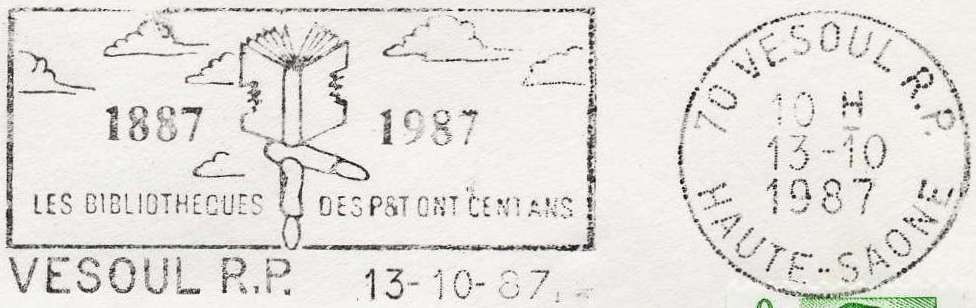 1887 1987
LES BIBLIOTHEQUES DES P&T ONT CENT ANS
VESOUL R.P. 13-10-87
70 VESOUL R.P.
10 H
13-10
1987
HAUTE-SAONE